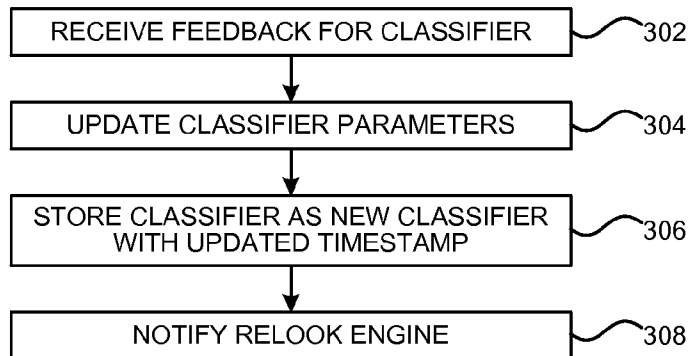 RECEIVE FEEDBACK FOR CLASSIFIER 302
UPDATE CLASSIFIER PARAMETERS 304
STORE CLASSIFIER AS NEW CLASSIFIER
WITH UPDATED TIMESTAMP 306
NOTIFY RELOOK ENGINE 308